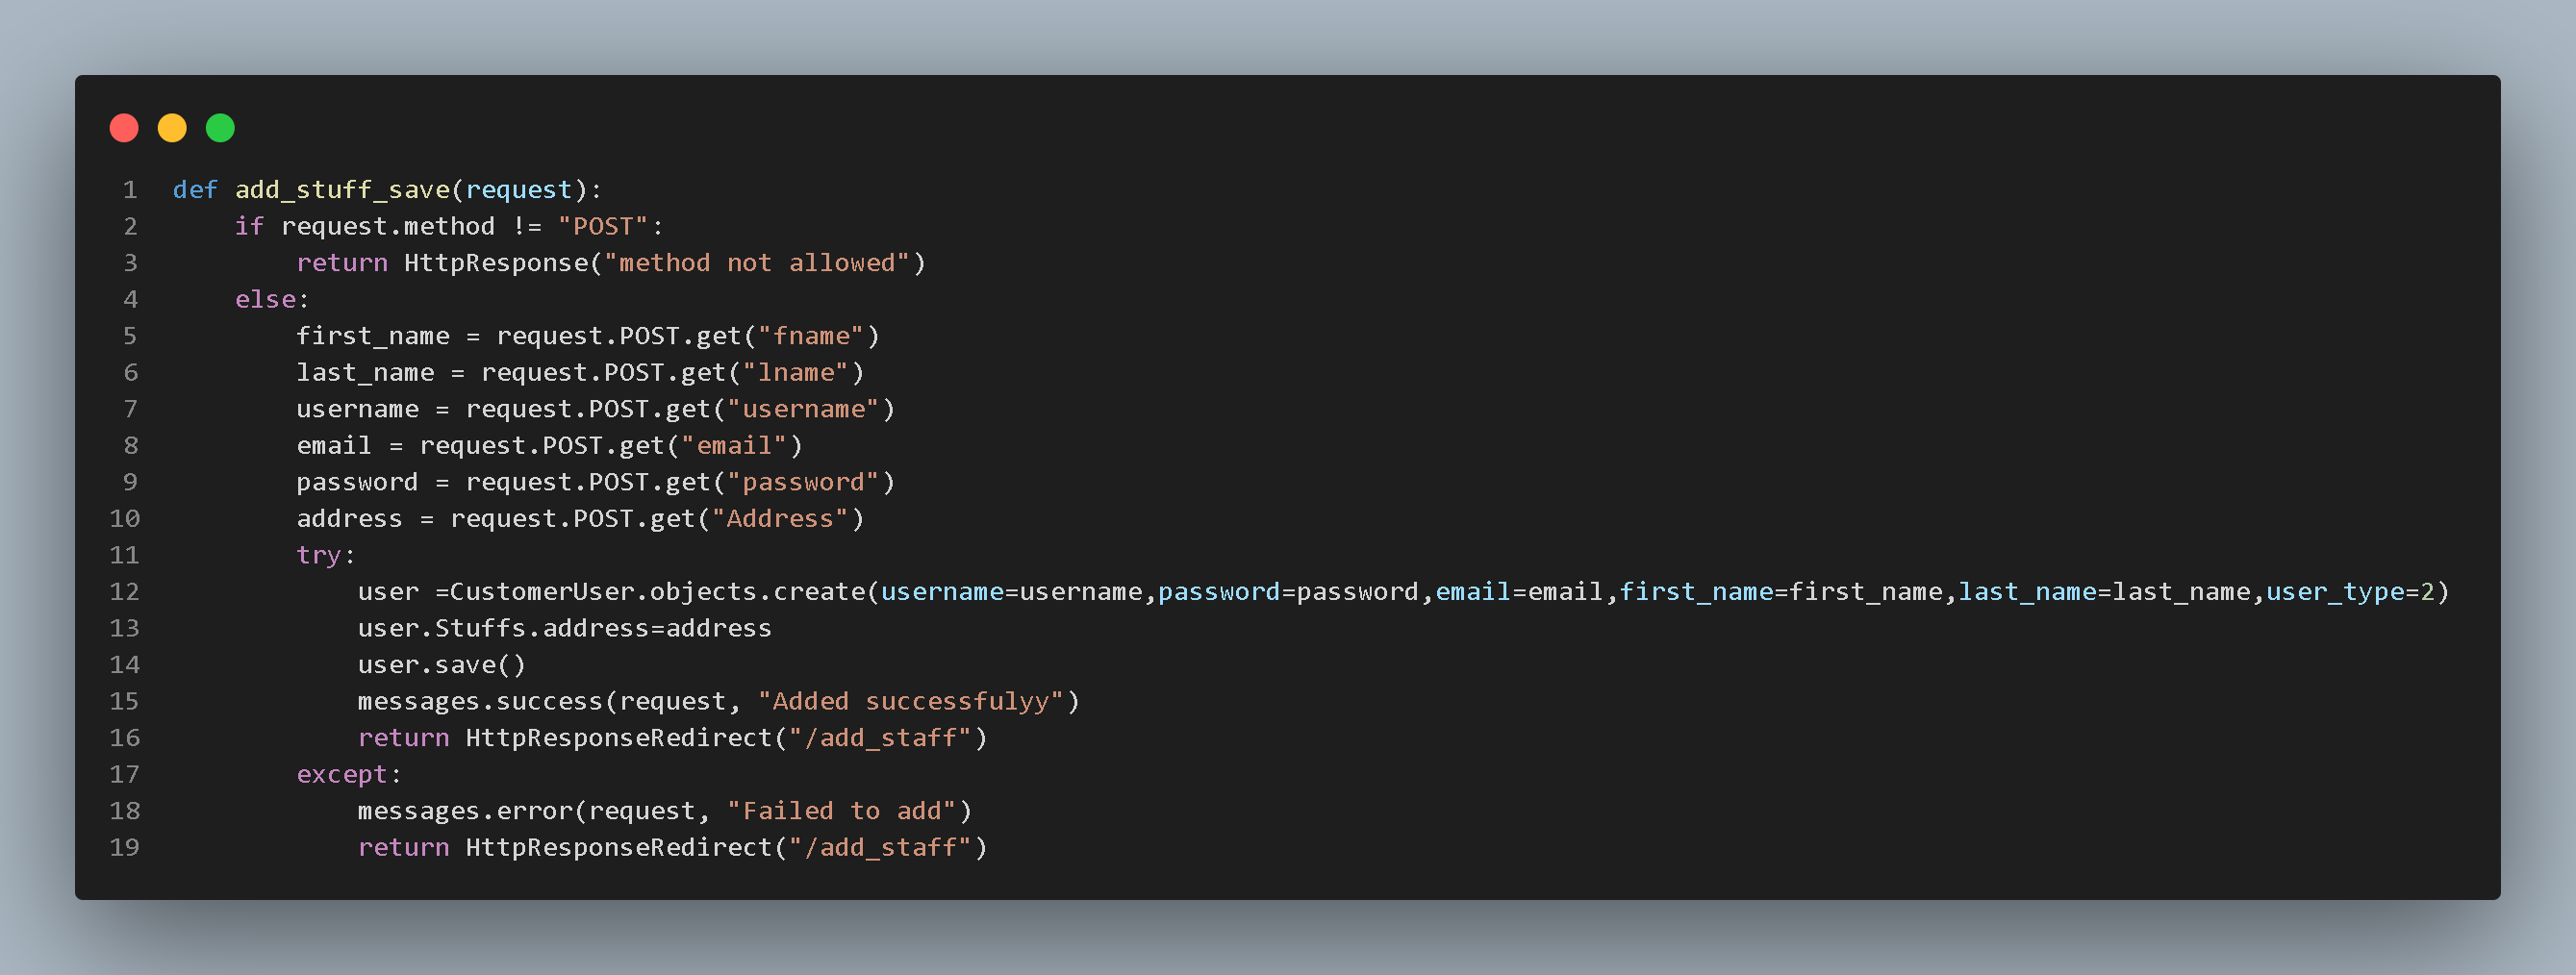 1 def add_stuff_save(request):
2     if request.method != "POST":
3         return HttpResponse("method not allowed")
4     else:
5         first_name = request.POST.get("fname")
6         last_name = request.POST.get("lname")
7         username = request.POST.get("username")
8         email = request.POST.get("email")
9         password = request.POST.get("password")
10         address = request.POST.get("Address")
11         try:
12             user =CustomerUser.objects.create(username=username,password=password,email=email,first_name=first_name,last_name=last_name,user_type=2)
13             user.Stuffs.address=address
14             user.save()
15             messages.success(request, "Added successfulyy")
16             return HttpResponseRedirect("/add_staff")
17         except:
18             messages.error(request, "Failed to add")
19             return HttpResponseRedirect("/add_staff")